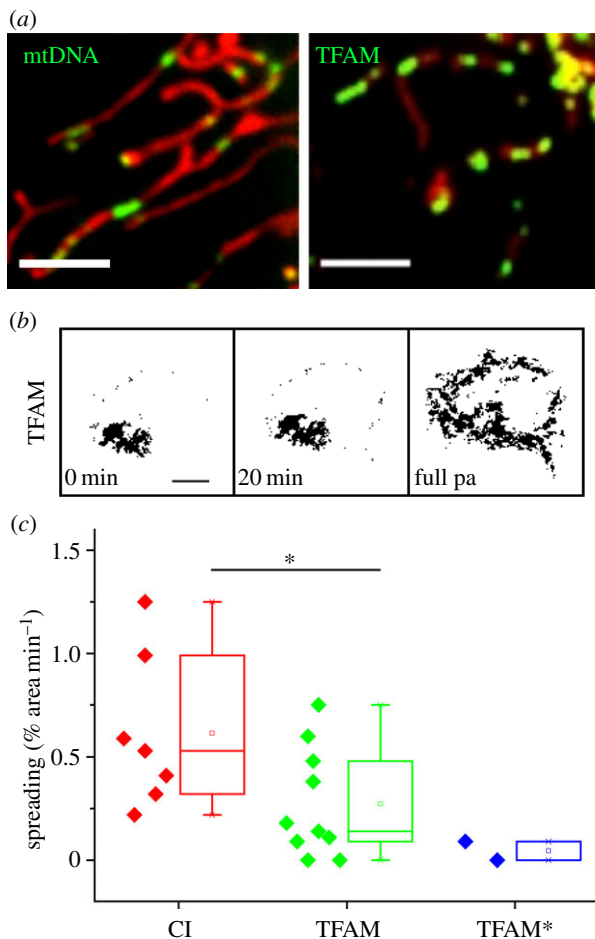 (a)
mtDNA
TFAM
(b)
TFAM
0 min
20 min
full pa
(c)
1.5
*
1.0
0.5
0
spreading (% area min⁻¹)
CI
TFAM
TFAM*